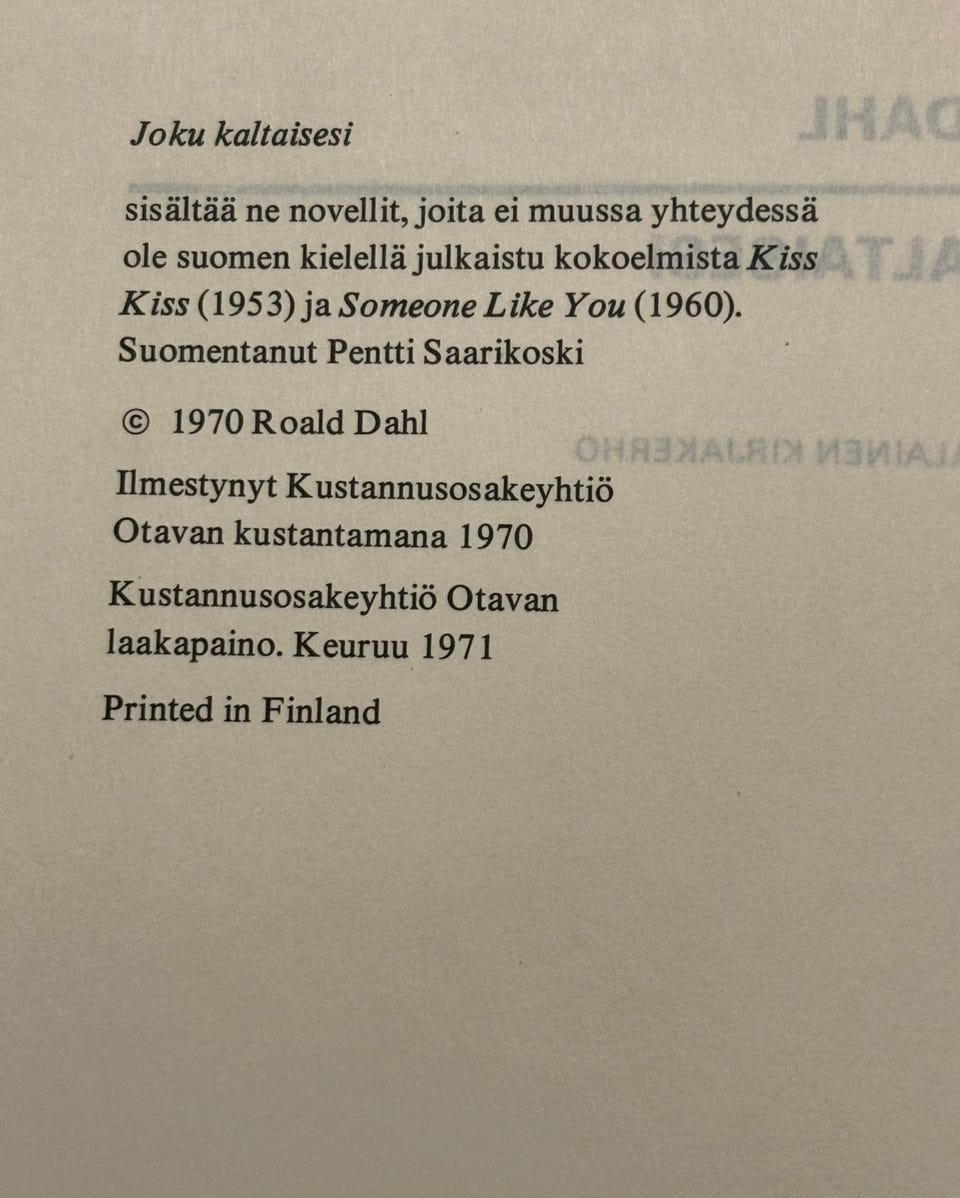 Joku kaltaisesi
sisältää ne novellit, joita ei muussa yhteydessä
ole suomen kielellä julkaistu kokoelmista Kiss
Kiss (1953) ja Someone Like You (1960).
Suomentanut Pentti Saarikoski
© 1970 Roald Dahl
Ilmestynyt Kustannusosakeyhtiö
Otavan kustantamana 1970
Kustannusosakeyhtiö Otavan
laakapaino. Keuruu 1971
Printed in Finland
DAHL
KIRJAKERHO